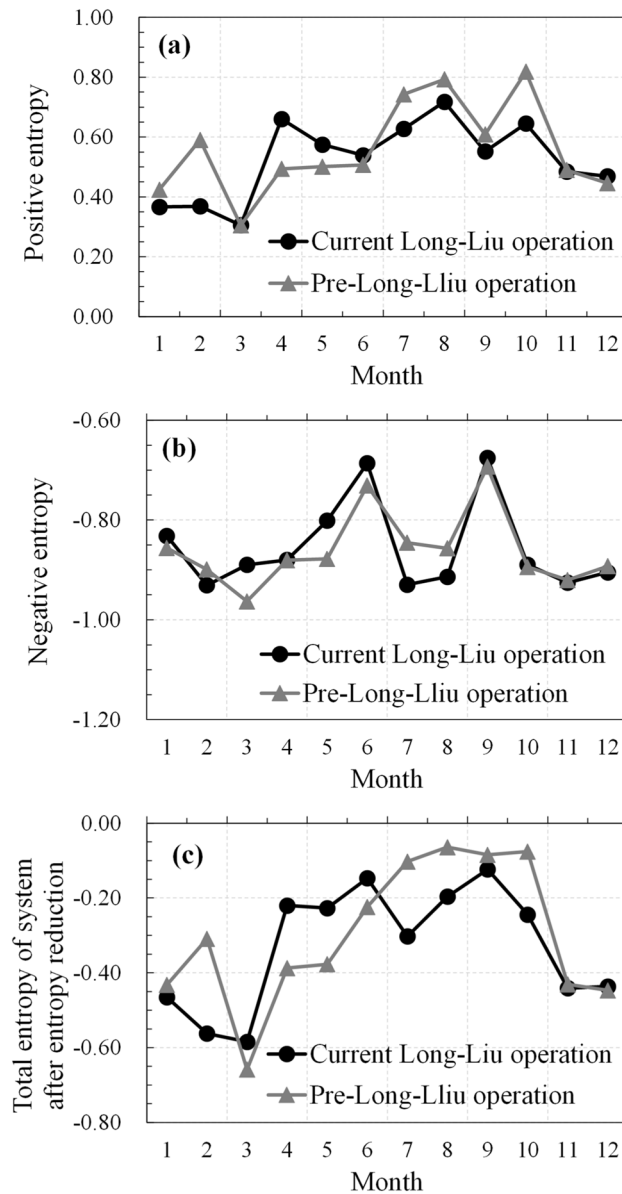 (a)
Positive entropy
1.00
0.80
0.60
0.40
0.20
0.00
Current Long-Liu operation
Pre-Long-Lliu operation
1 2 3 4 5 6 7 8 9 10 11 12
Month
(b)
Negative entropy
-0.60
-0.80
-1.00
-1.20
Current Long-Liu operation
Pre-Long-Lliu operation
1 2 3 4 5 6 7 8 9 10 11 12
Month
(c)
Total entropy of system
after entropy reduction
0.00
-0.20
-0.40
-0.60
-0.80
Current Long-Liu operation
Pre-Long-Lliu operation
1 2 3 4 5 6 7 8 9 10 11 12
Month